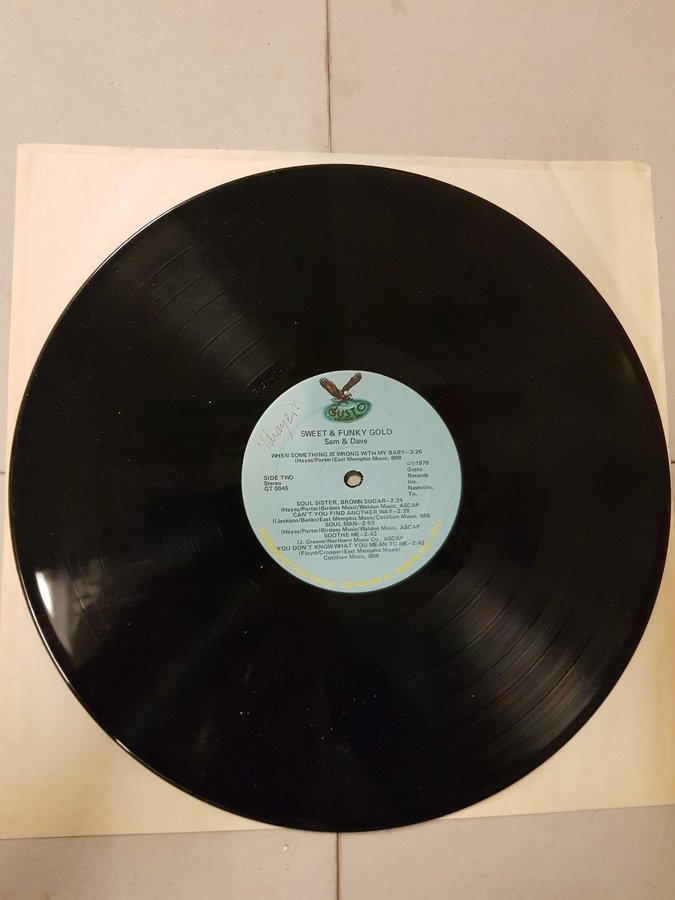 GUSTO
SWEET & FUNKY GOLD
Sam & Dave
WHEN SOMETHING IS WRONG WITH MY BABY—3:26
(Hayes/Porter)East Memphis Music, BMI
SIDE TWO
Stereo
GT 0045
©℗1978
Gusto
Records
Inc.
Nashville,
Tn.
SOUL SISTER, BROWN SUGAR—2:24
(Hayes/Porter)Birdees Music/Walden Music, ASCAP
CAN'T YOU FIND ANOTHER WAY—2:28
(Jackson/Banks)East Memphis Music/Cotillion Music, BMI
SOUL MAN—2:53
(Hayes/Porter)Birdees Music/Walden Music, ASCAP
SOOTHE ME—2:43
(J. Greene)Northern Music Co., ASCAP
YOU DON'T KNOW WHAT YOU MEAN TO ME—2:42
(Floyd/Cropper)East Memphis Music/
Cotillion Music, BMI
Gusto Records